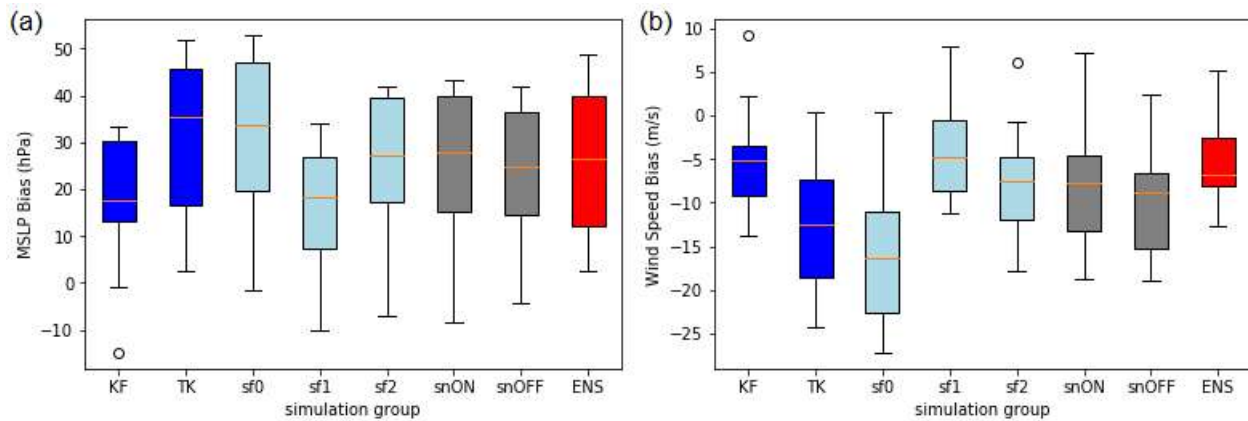 (a)
MSLP Bias (hPa)
50
40
30
20
10
0
−10
KF TK sf0 sf1 sf2 snON snOFF ENS
simulation group
(b)
Wind Speed Bias (m/s)
10
5
0
−5
−10
−15
−20
−25
KF TK sf0 sf1 sf2 snON snOFF ENS
simulation group